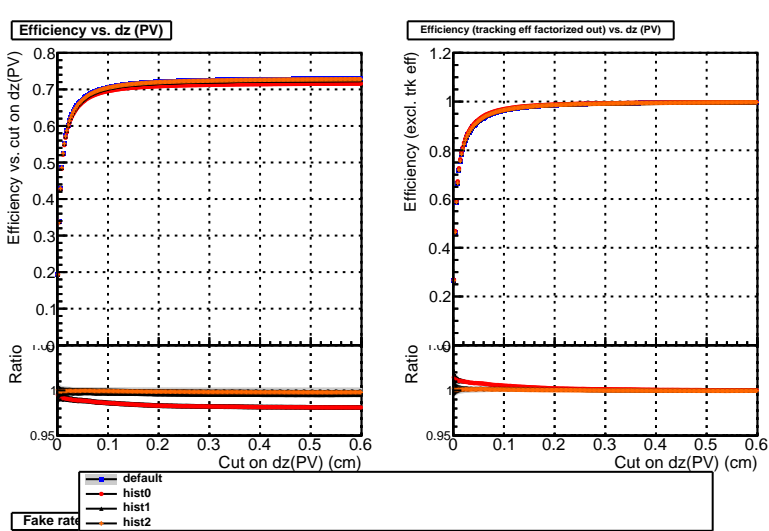 Efficiency vs. dz (PV)
Efficiency vs. cut on dz(PV)
0.8
0.7
0.6
0.5
0.4
0.3
0.2
0.1
0
Ratio
1
0.95
0 0.1 0.2 0.3 0.4 0.5 0.6
Cut on dz(PV) (cm)
Efficiency (tracking eff factorized out) vs. dz (PV)
Efficiency (excl. trk eff)
1.2
1
0.8
0.6
0.4
0.2
0
Ratio
1
0.95
0 0.1 0.2 0.3 0.4 0.5 0.6
Cut on dz(PV) (cm)
default
hist0
hist1
hist2
Fake rate